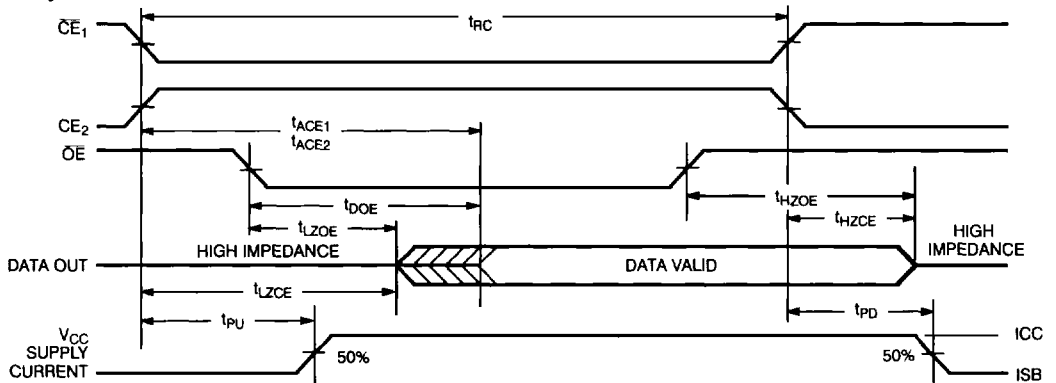 CE1
tRC
CE2
tACE1
tACE2
OE
tDOE
tHZOE
tLZOE
tHZCE
HIGH IMPEDANCE
HIGH
IMPEDANCE
DATA OUT
DATA VALID
tLZCE
tPU
tPD
VCC
SUPPLY
CURRENT
50%
50%
ICC
ISB